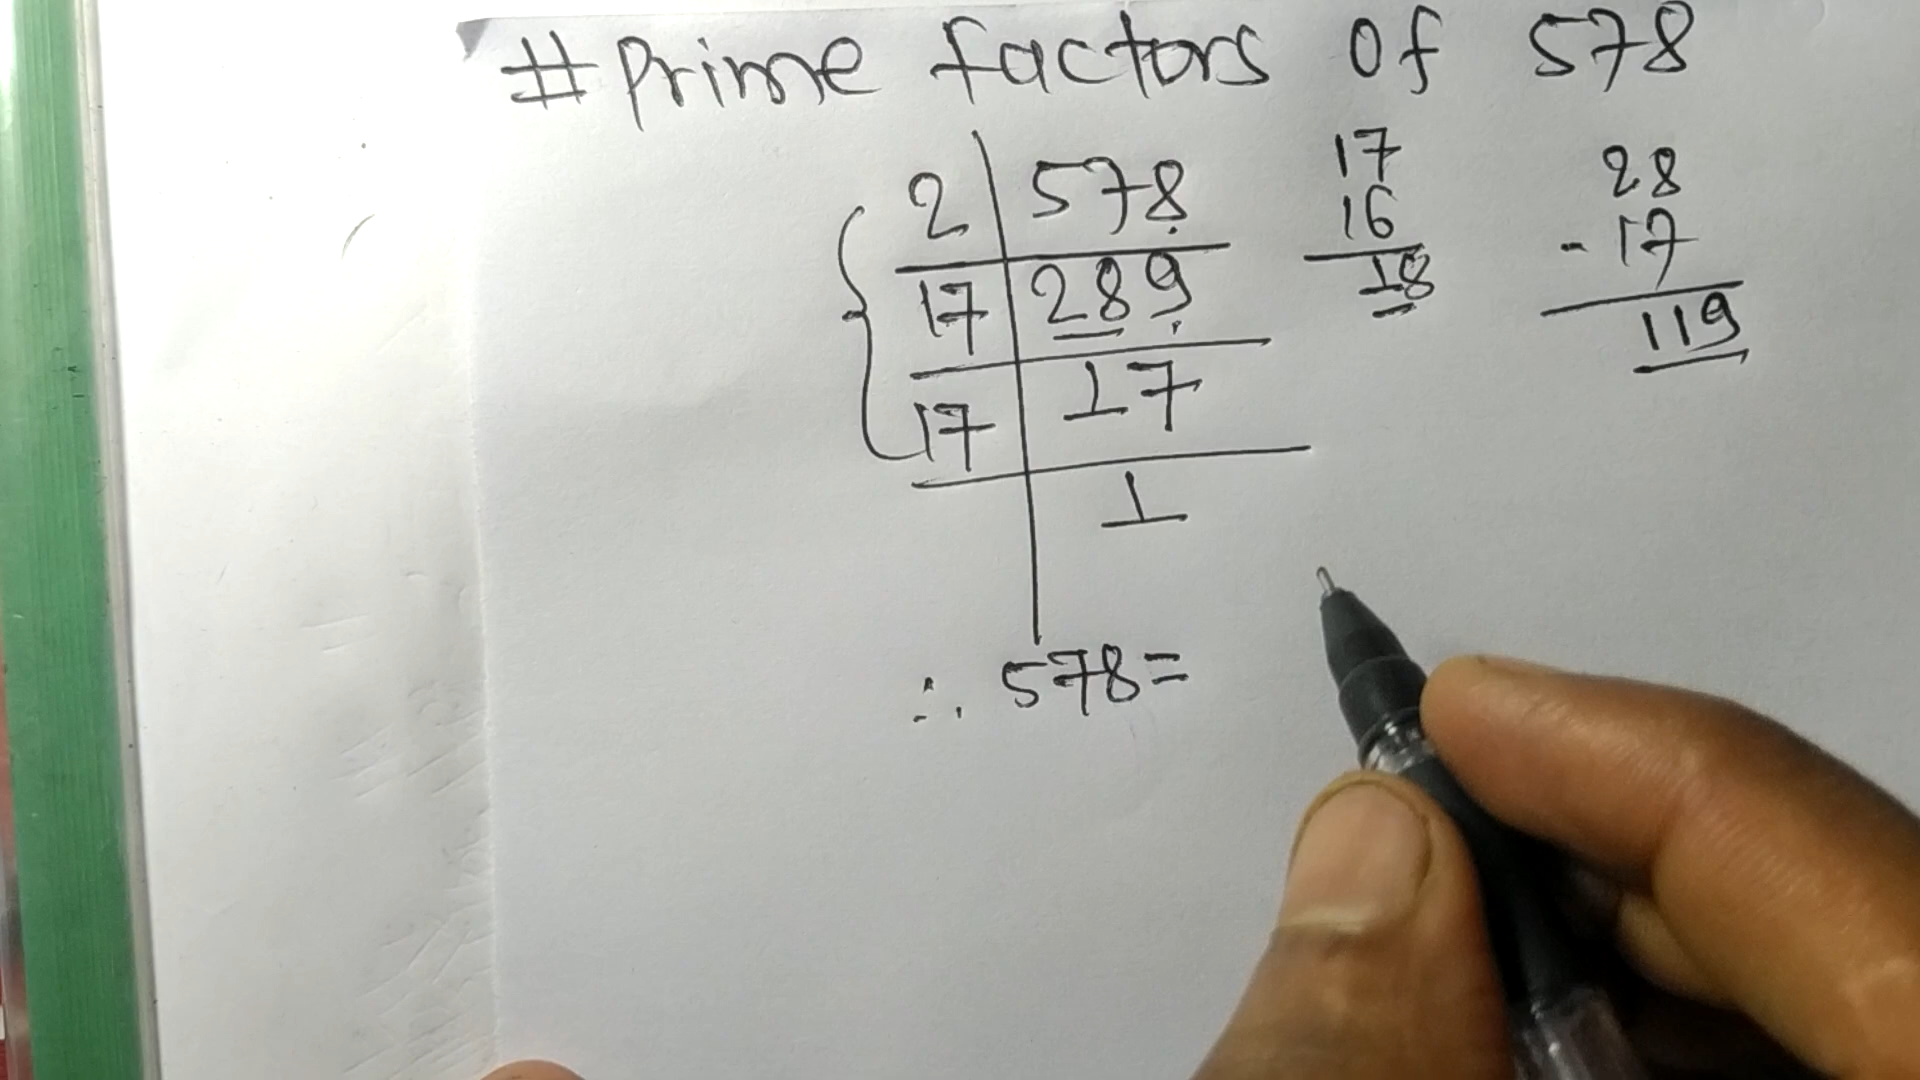 #Prime factors of 578
2 | 578
17 | 289
17 | 17
1
17
16
18
28
-17
119
∴ 578=